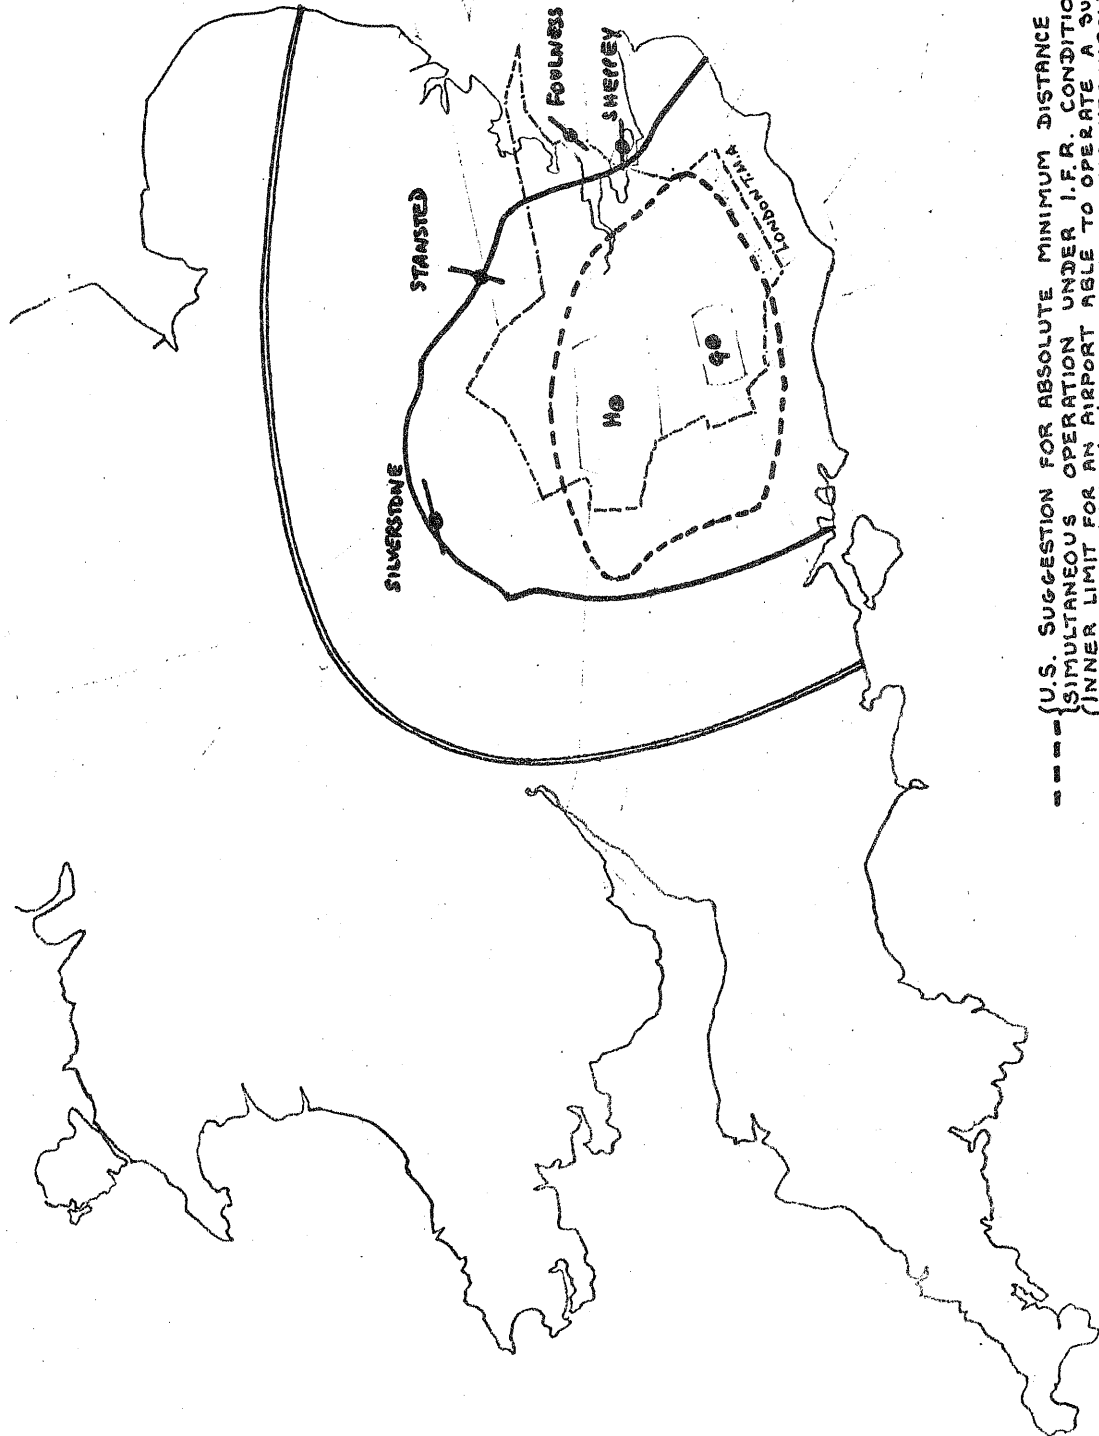 STANSTED
FOULNESS
SHEPPEY
SILVERSTONE
H
G
LONDON T.M.A
U.S. SUGGESTION FOR ABSOLUTE MINIMUM DISTANCE
SIMULTANEOUS OPERATION UNDER I.F.R. CONDITIO
INNER LIMIT FOR AN AIRPORT ABLE TO OPERATE A SU